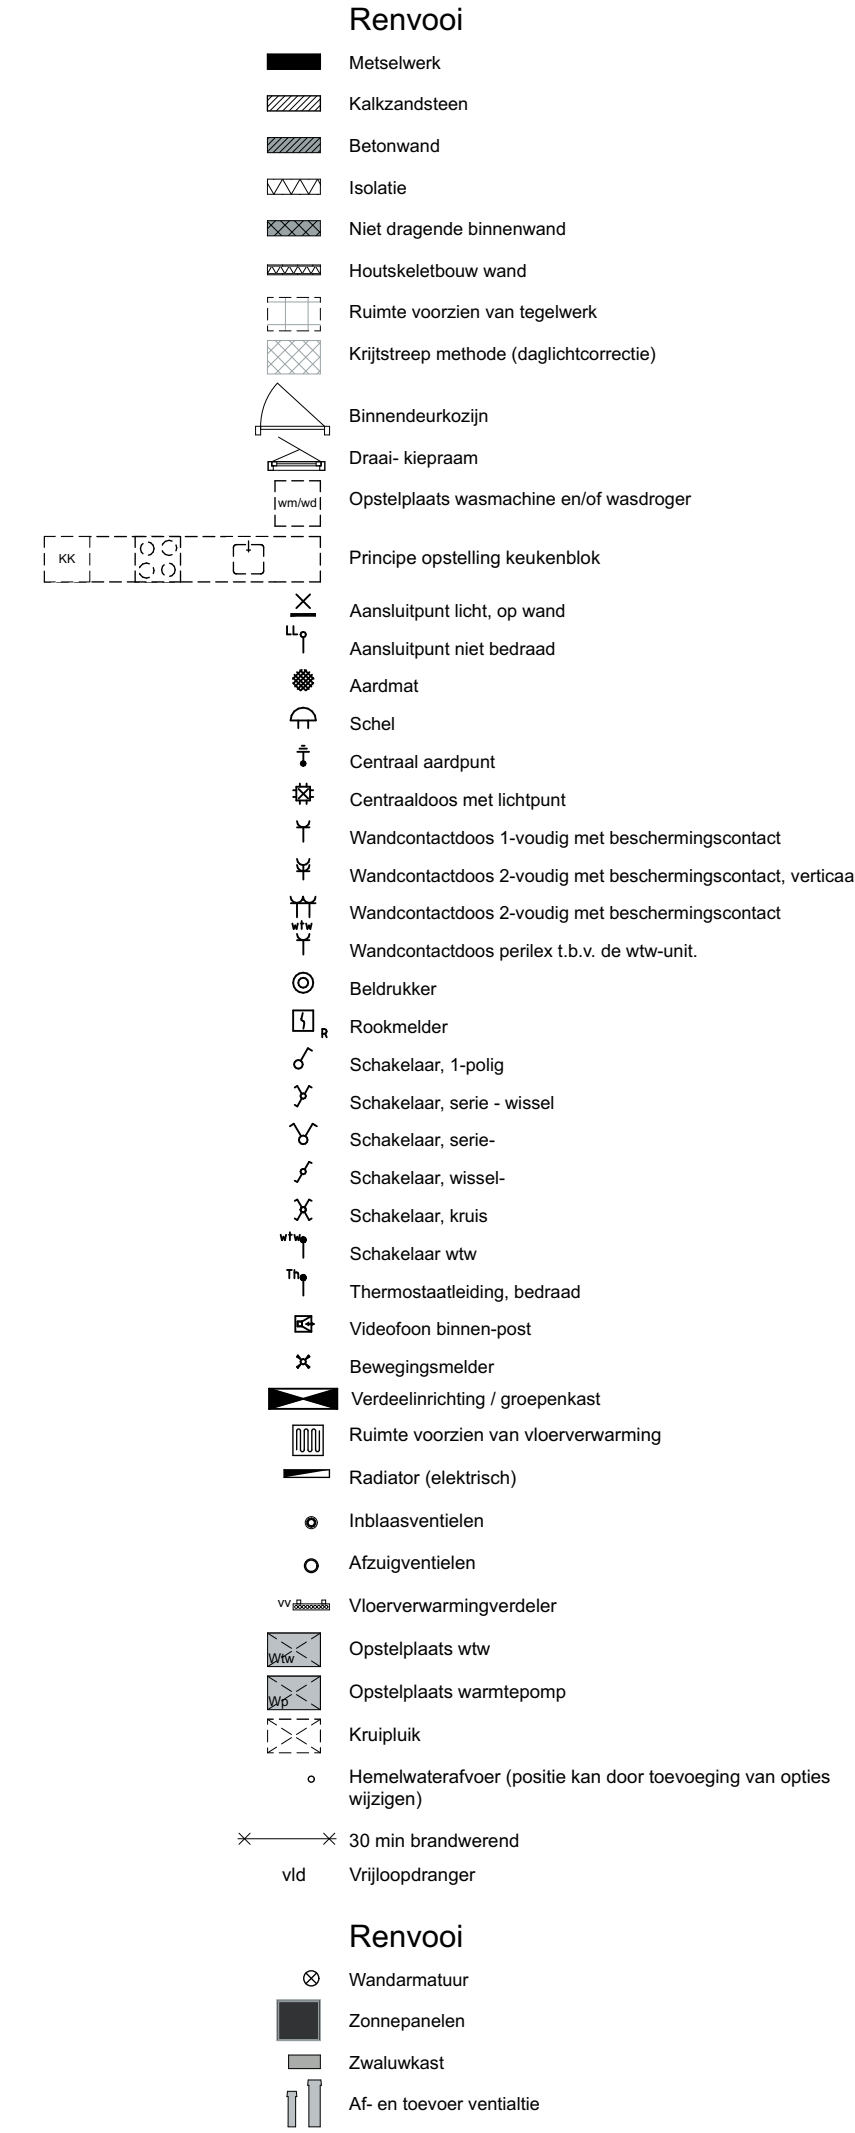 Renvooi
Metselwerk
Kalkzandsteen
Betonwand
Isolatie
Niet dragende binnenwand
Houtskeletbouw wand
Ruimte voorzien van tegelwerk
Krijtstreep methode (daglichtcorrectie)
Binnendeurkozijn
Draai- kiepraam
wm/wd Opstelplaats wasmachine en/of wasdroger
KK Principe opstelling keukenblok
Aansluitpunt licht, op wand
LL Aansluitpunt niet bedraad
Aardmat
Schel
Centraal aardpunt
Centraaldoos met lichtpunt
Wandcontactdoos 1-voudig met beschermingscontact
Wandcontactdoos 2-voudig met beschermingscontact, verticaa
Wandcontactdoos 2-voudig met beschermingscontact
wtw Wandcontactdoos perilex t.b.v. de wtw-unit.
Beldrukker
R Rookmelder
Schakelaar, 1-polig
Schakelaar, serie - wissel
Schakelaar, serie-
Schakelaar, wissel-
Schakelaar, kruis
wtw Schakelaar wtw
Th Thermostaatleiding, bedraad
Videofoon binnen-post
Bewegingsmelder
Verdeelinrichting / groepenkast
Ruimte voorzien van vloerverwarming
Radiator (elektrisch)
Inblaasventielen
Afzuigventielen
vv Vloerverwarmingverdeler
Wtw Opstelplaats wtw
Wp Opstelplaats warmtepomp
Kruipluik
Hemelwaterafvoer (positie kan door toevoeging van opties
wijzigen)
30 min brandwerend
vld Vrijloopdranger
Renvooi
Wandarmatuur
Zonnepanelen
Zwaluwkast
Af- en toevoer ventialtie